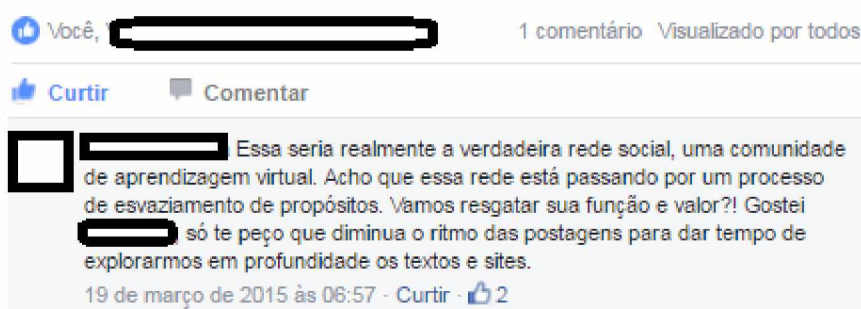 Você,
1 comentário Visualizado por todos
Curtir Comentar
Essa seria realmente a verdadeira rede social, uma comunidade
de aprendizagem virtual. Acho que essa rede está passando por um processo
de esvaziamento de propósitos. Vamos resgatar sua função e valor?! Gostei
, só te peço que diminua o ritmo das postagens para dar tempo de
explorarmos em profundidade os textos e sites.
19 de março de 2015 às 06:57 · Curtir · 2